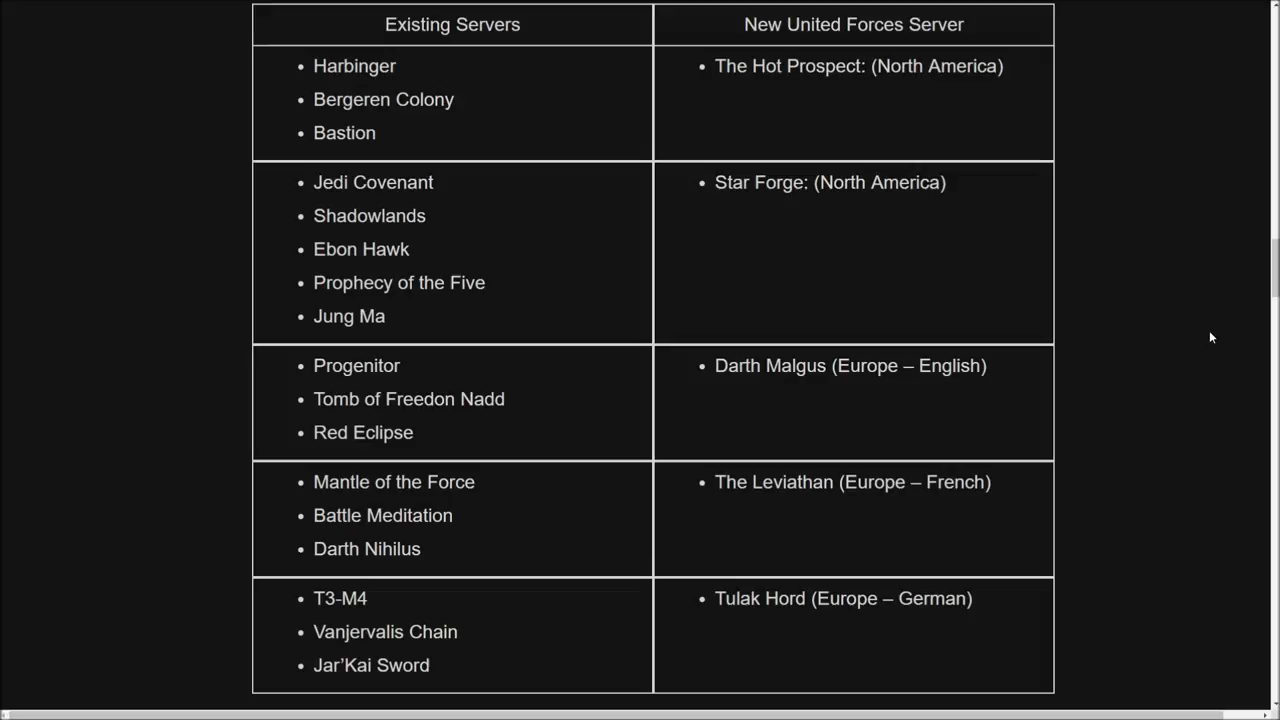 Existing Servers
New United Forces Server
Harbinger
Bergeren Colony
Bastion
The Hot Prospect: (North America)
Jedi Covenant
Shadowlands
Ebon Hawk
Prophecy of the Five
Jung Ma
Star Forge: (North America)
Progenitor
Tomb of Freedon Nadd
Red Eclipse
Darth Malgus (Europe – English)
Mantle of the Force
Battle Meditation
Darth Nihilus
The Leviathan (Europe – French)
T3-M4
Vanjervalis Chain
Jar’Kai Sword
Tulak Hord (Europe – German)